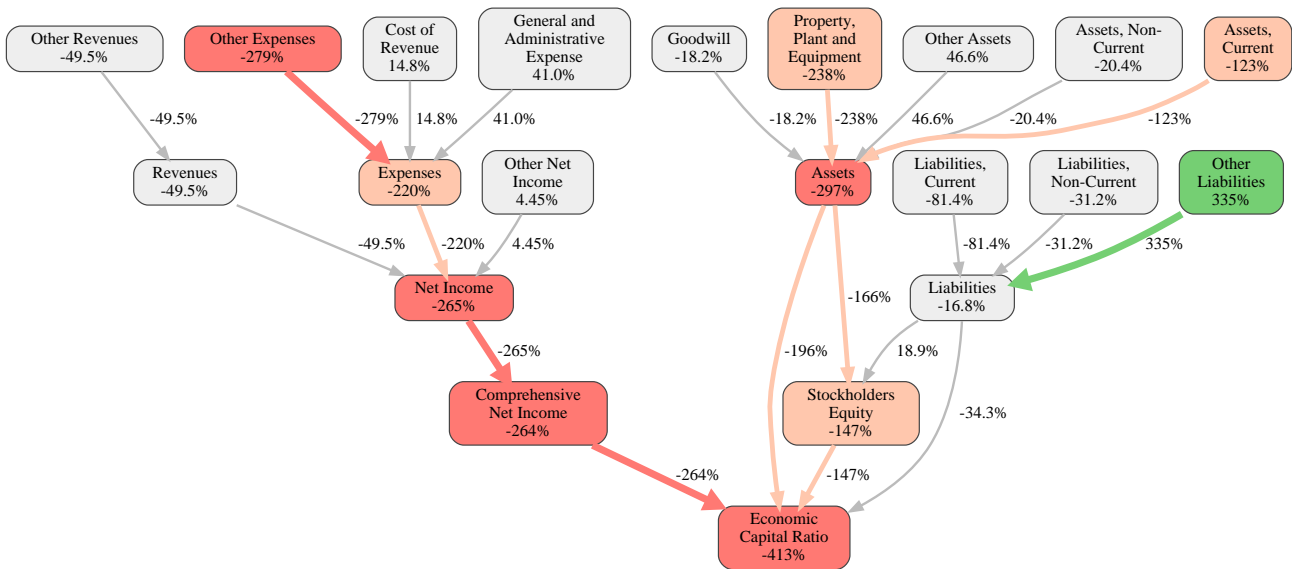 Other Revenues
-49.5%
Other Expenses
-279%
Cost of
Revenue
14.8%
General and
Administrative
Expense
41.0%
Goodwill
-18.2%
Property,
Plant and
Equipment
-238%
Other Assets
46.6%
Assets, Non-
Current
-20.4%
Assets,
Current
-123%
-49.5%
-279%
14.8%
41.0%
-18.2%
-238%
46.6%
-20.4%
-123%
Revenues
-49.5%
Expenses
-220%
Other Net
Income
4.45%
Assets
-297%
Liabilities,
Current
-81.4%
Liabilities,
Non-Current
-31.2%
Other
Liabilities
335%
-49.5%
-220%
4.45%
-81.4%
-31.2%
335%
Net Income
-265%
-166%
Liabilities
-16.8%
-265%
-196%
18.9%
Comprehensive
Net Income
-264%
Stockholders
Equity
-147%
-34.3%
-264%
-147%
Economic
Capital Ratio
-413%